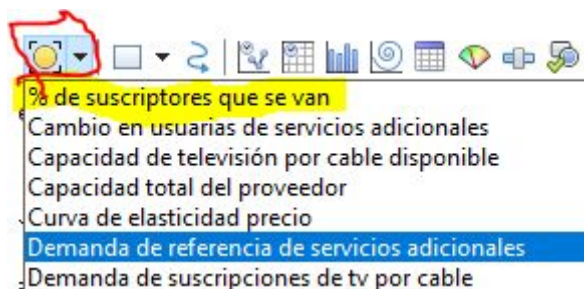 % de suscriptores que se van
Cambio en usuarias de servicios adicionales
Capacidad de televisión por cable disponible
Capacidad total del proveedor
Curva de elasticidad precio
Demanda de referencia de servicios adicionales
Demanda de suscripciones de tv por cable